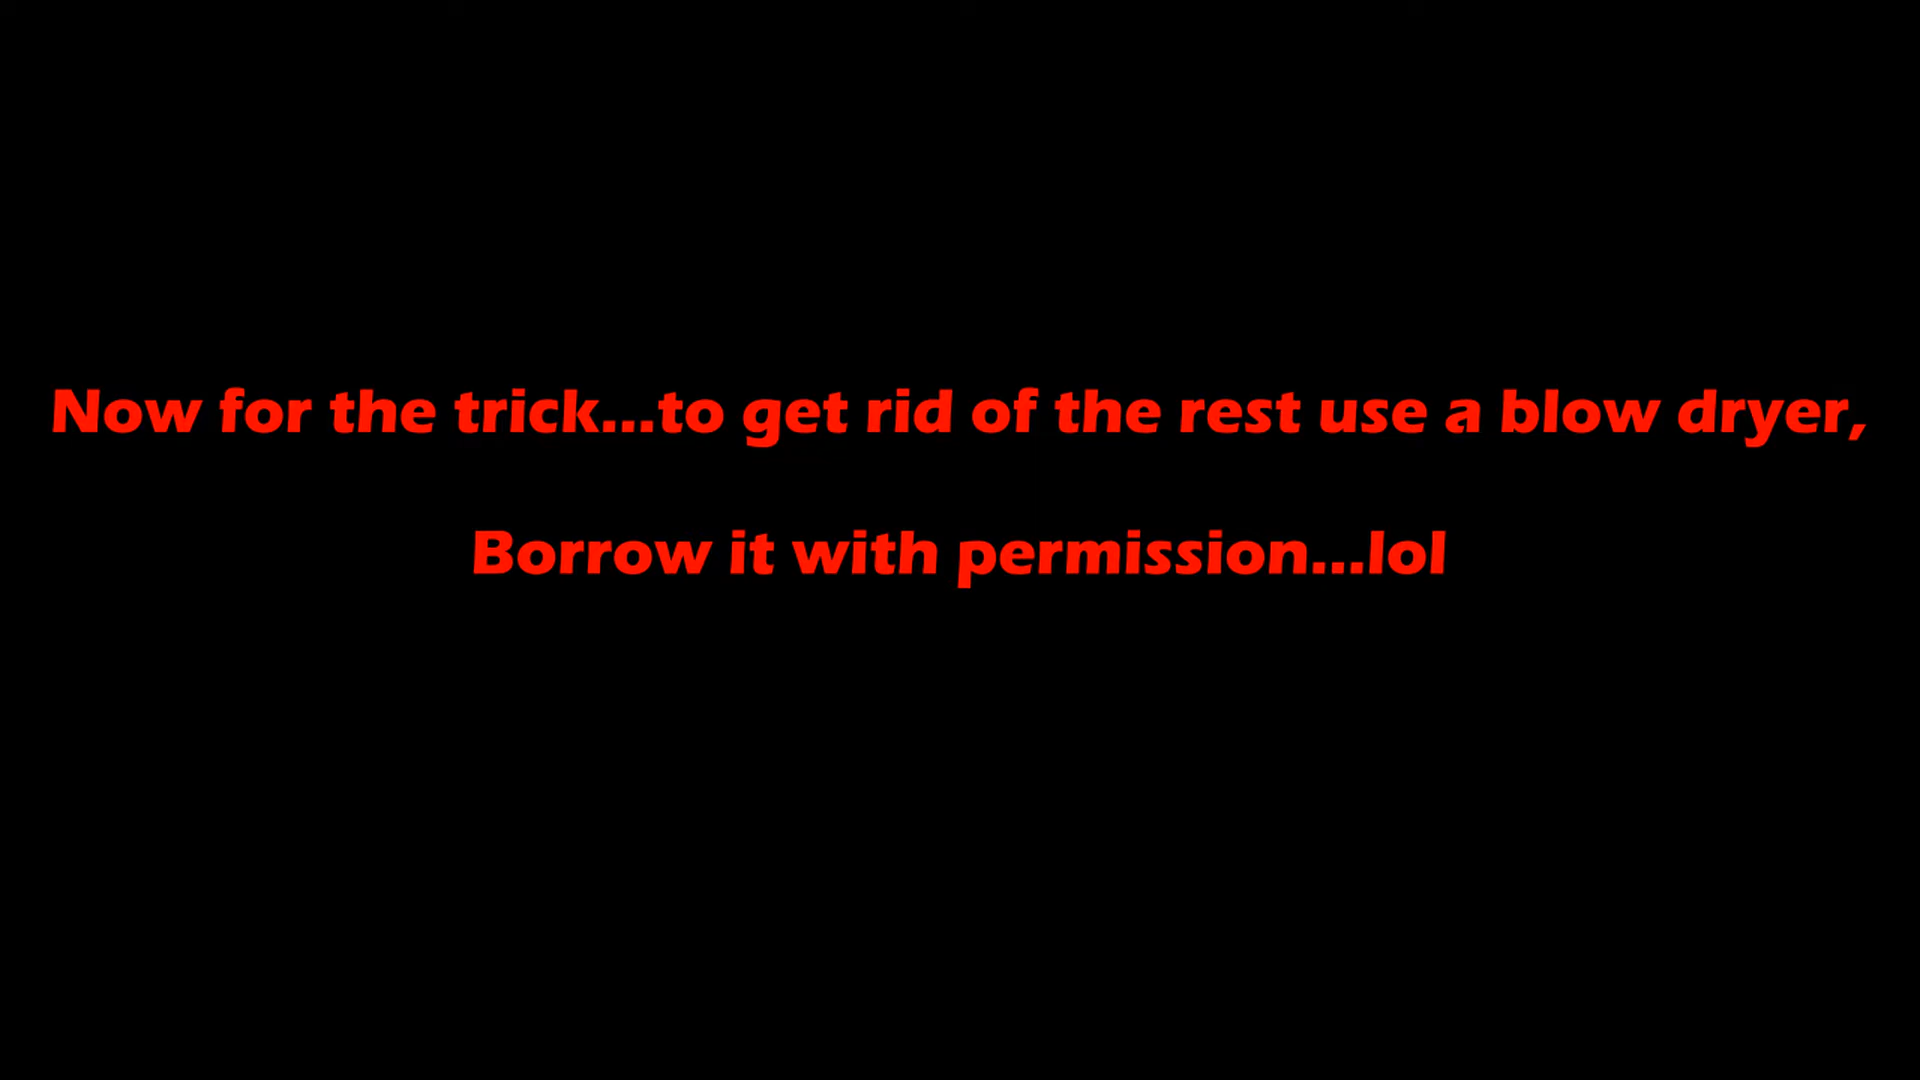 Now for the trick...to get rid of the rest use a blow dryer,
Borrow it with permission...lol